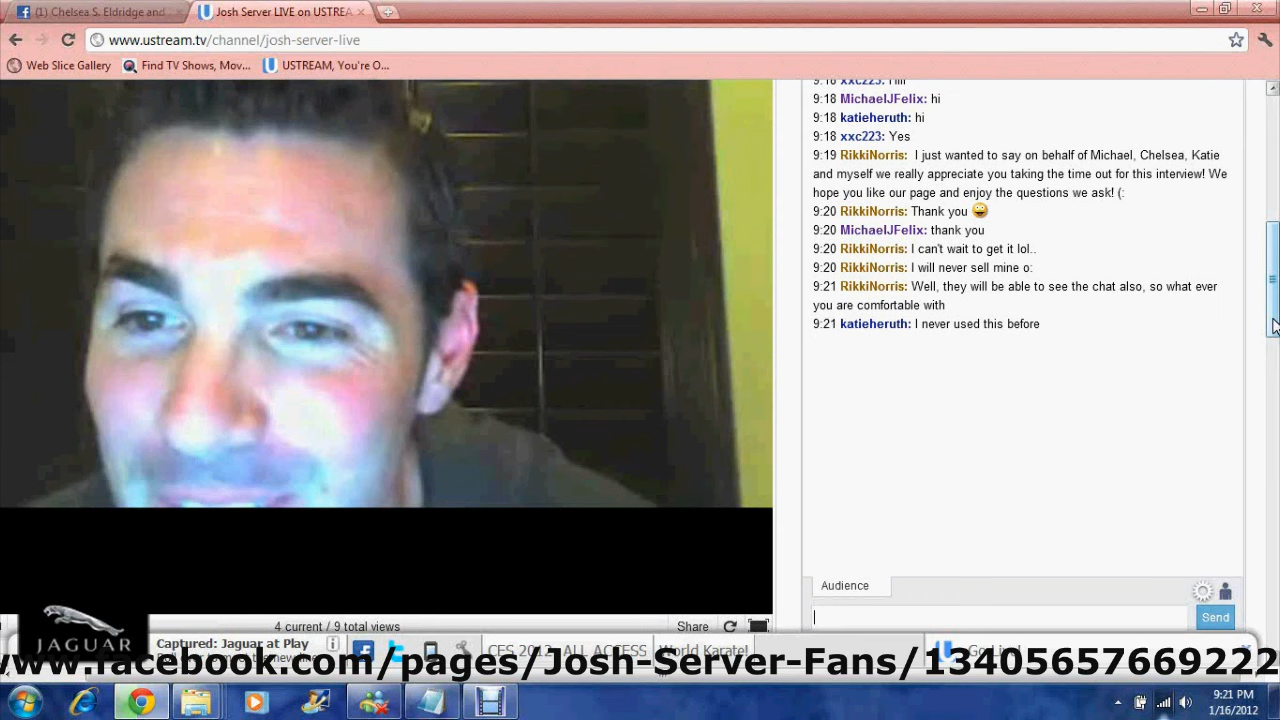 (1) Chelsea S. Eldridge and
Josh Server LIVE on USTREA
www.ustream.tv/channel/josh-server-live
Web Slice Gallery
Find TV Shows, Mov...
USTREAM, You're O...
9:18 MichaelJFelix: hi
9:18 katieheruth: hi
9:18 xxc223: Yes
9:19 RikkiNorris: I just wanted to say on behalf of Michael, Chelsea, Katie
and myself we really appreciate you taking the time out for this interview! We
hope you like our page and enjoy the questions we ask! (:
9:20 RikkiNorris: Thank you
9:20 MichaelJFelix: thank you
9:20 RikkiNorris: I can't wait to get it lol..
9:20 RikkiNorris: I will never sell mine o:
9:21 RikkiNorris: Well, they will be able to see the chat also, so what ever
you are comfortable with
9:21 katieheruth: I never used this before
Audience
Send
4 current / 9 total views
Share
JAGUAR
Captured: Jaguar at Play
ALL ACCESS
World Karate!
www.facebook.com/pages/Josh-Server-Fans/13405657669222
9:21 PM
1/16/2012